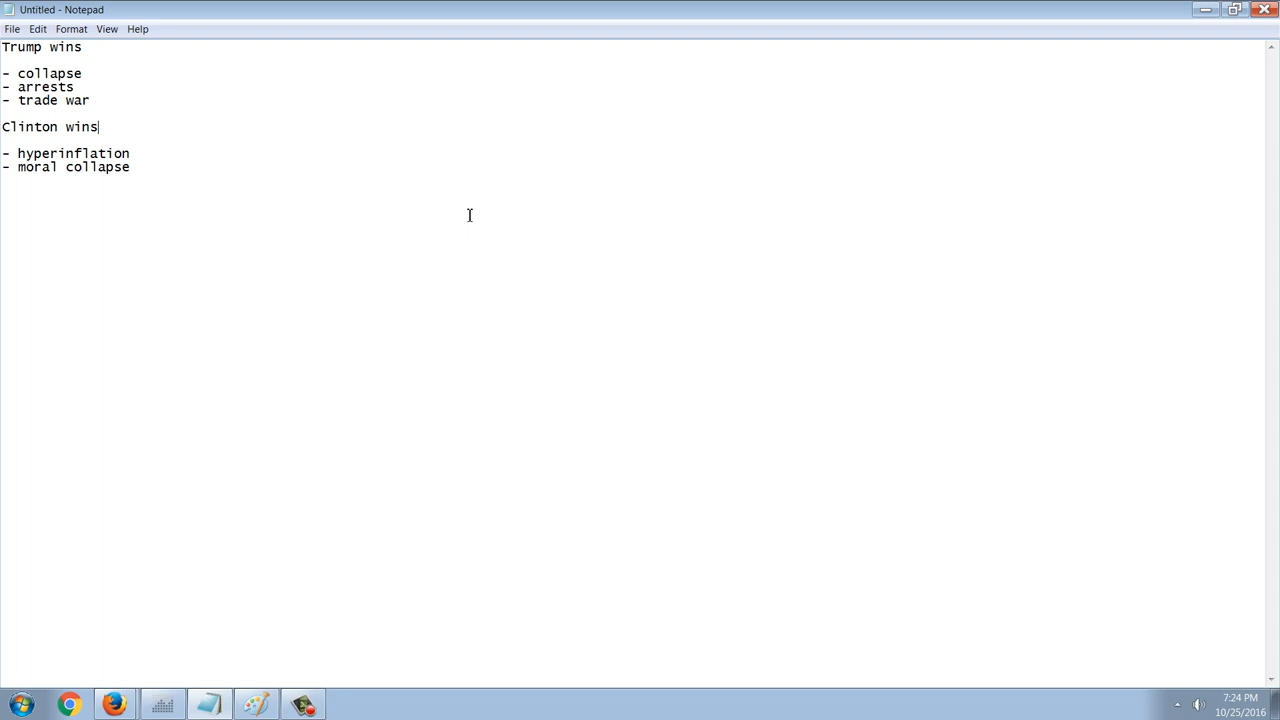 Untitled - Notepad
File Edit Format View Help
Trump wins
- collapse
- arrests
- trade war
Clinton wins
- hyperinflation
- moral collapse
7:24 PM
10/25/2016